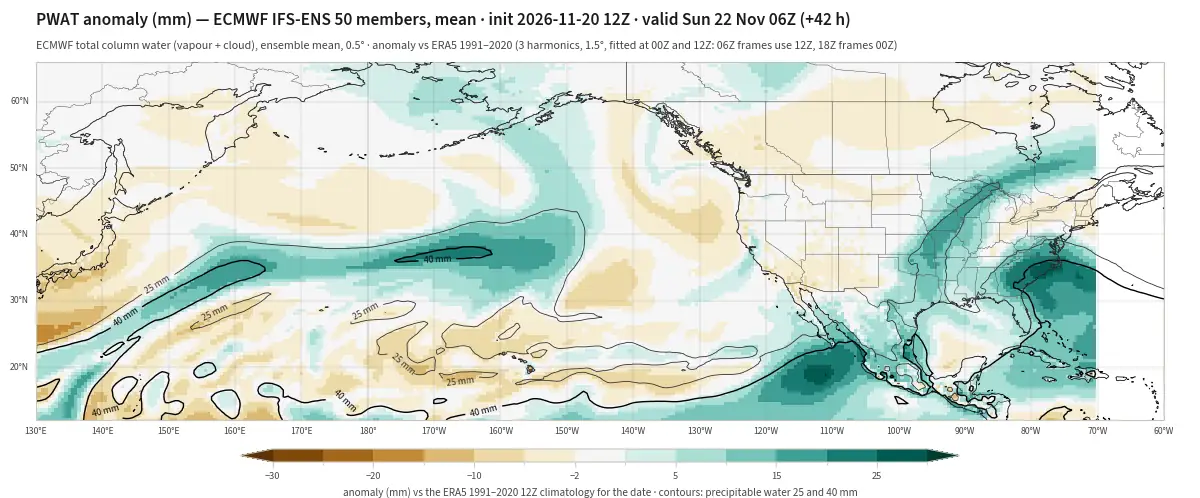 PWAT anomaly (mm) — ECMWF IFS-ENS 50 members, mean · init 2026-11-20 12Z · valid Sun 22 Nov 06Z (+42 h)
ECMWF total column water (vapour + cloud), ensemble mean, 0.5° · anomaly vs ERA5 1991–2020 (3 harmonics, 1.5°, fitted at 00Z and 12Z: 06Z frames use 12Z, 18Z frames 00Z)
60°N
50°N
40°N
40 mm
25 mm
30°N
25 mm
25 mm
40 mm
25 mm
20°N
25 mm
40 mm
40 mm
40 mm
130°E 140°E 150°E 160°E 170°E 180° 170°W 160°W 150°W 140°W 130°W 120°W 110°W 100°W 90°W 80°W 70°W 60°W
−30 −20 −10 −2 5 15 25
anomaly (mm) vs the ERA5 1991–2020 12Z climatology for the date · contours: precipitable water 25 and 40 mm